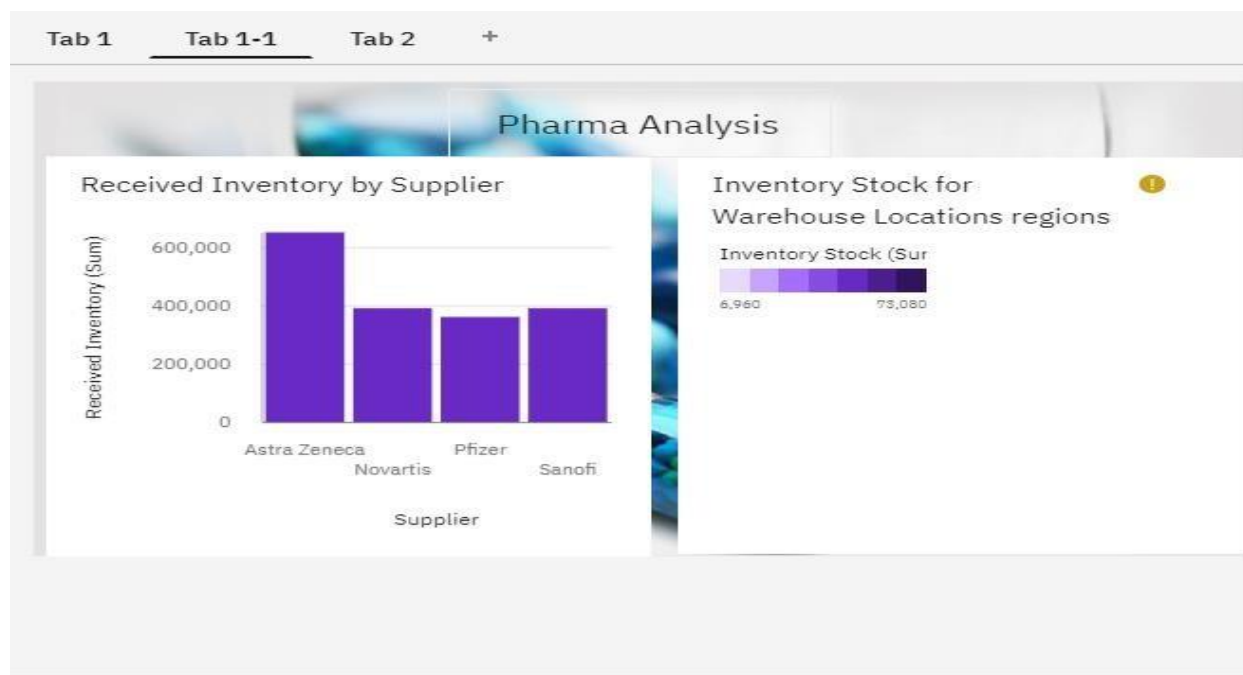 Tab 1 Tab 1-1 Tab 2 +
Pharma Analysis
Received Inventory by Supplier
Received Inventory (Sum)
600,000
400,000
200,000
0
Astra Zeneca
Novartis
Pfizer
Sanofi
Supplier
Inventory Stock for
Warehouse Locations regions
Inventory Stock (Sur
6,960 73,080